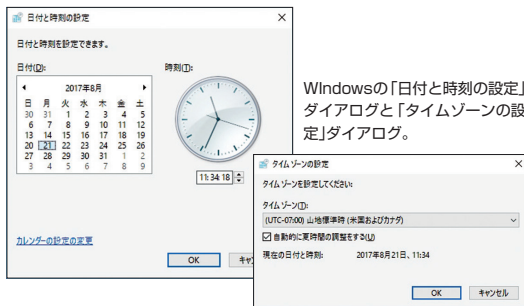 日付と時刻の設定
日付と時刻を設定できます。
日付(D):
時刻(T):
2017年8月
日 月 火 水 木 金 土
30 31 1 2 3 4 5
6 7 8 9 10 11 12
13 14 15 16 17 18 19
20 21 22 23 24 25 26
27 28 29 30 31 1 2
3 4 5 6 7 8 9
11:34:18
カレンダーの設定の変更
OK
キャ
WIndowsの「日付と時刻の設定」
ダイアログと「タイムゾーンの設
定」ダイアログ。
タイム ゾーンの設定
タイム ゾーンを設定してください:
タイム ゾーン(T):
(UTC-07:00) 山地標準時 (米国およびカナダ)
自動的に夏時間の調整をする(U)
現在の日付と時刻: 2017年8月21日、11:34
OK キャンセル